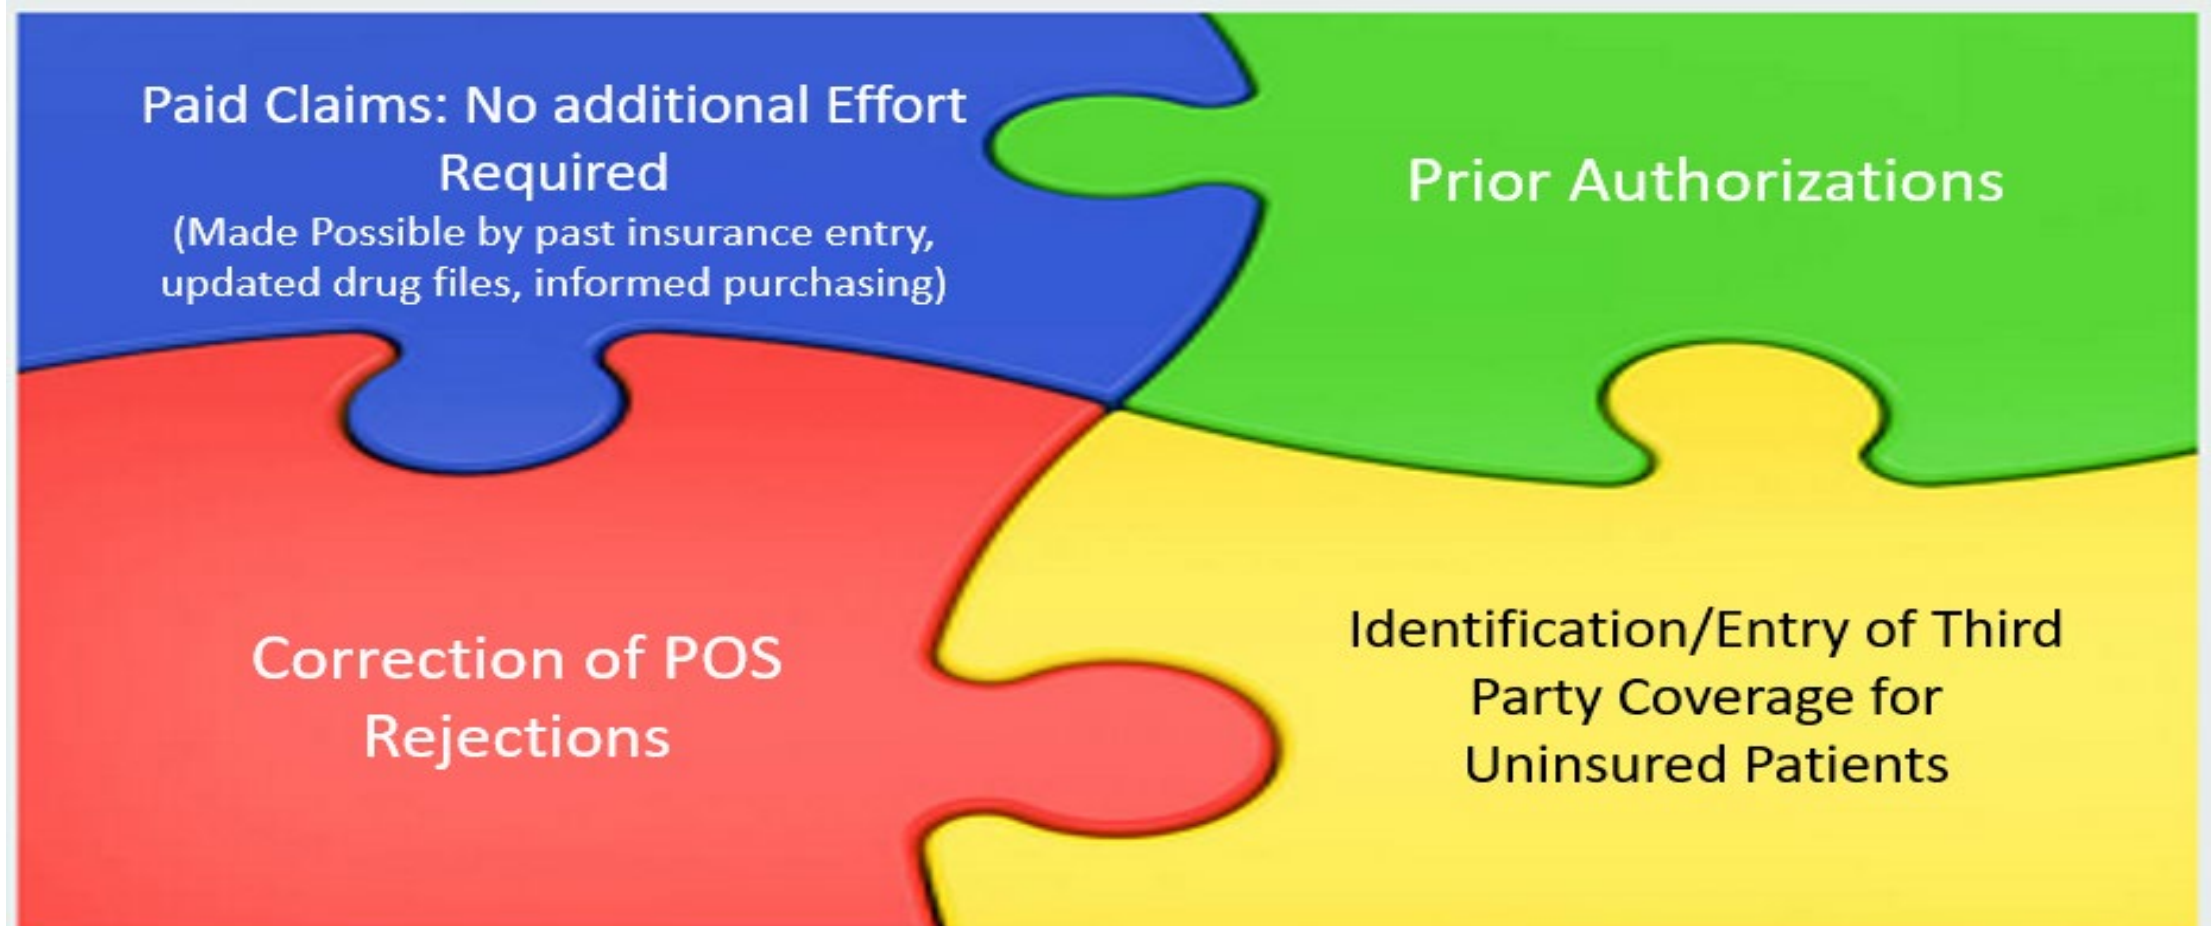 Paid Claims: No additional Effort
Required
(Made Possible by past insurance entry,
updated drug files, informed purchasing)
Prior Authorizations
Correction of POS
Rejections
Identification/Entry of Third
Party Coverage for
Uninsured Patients